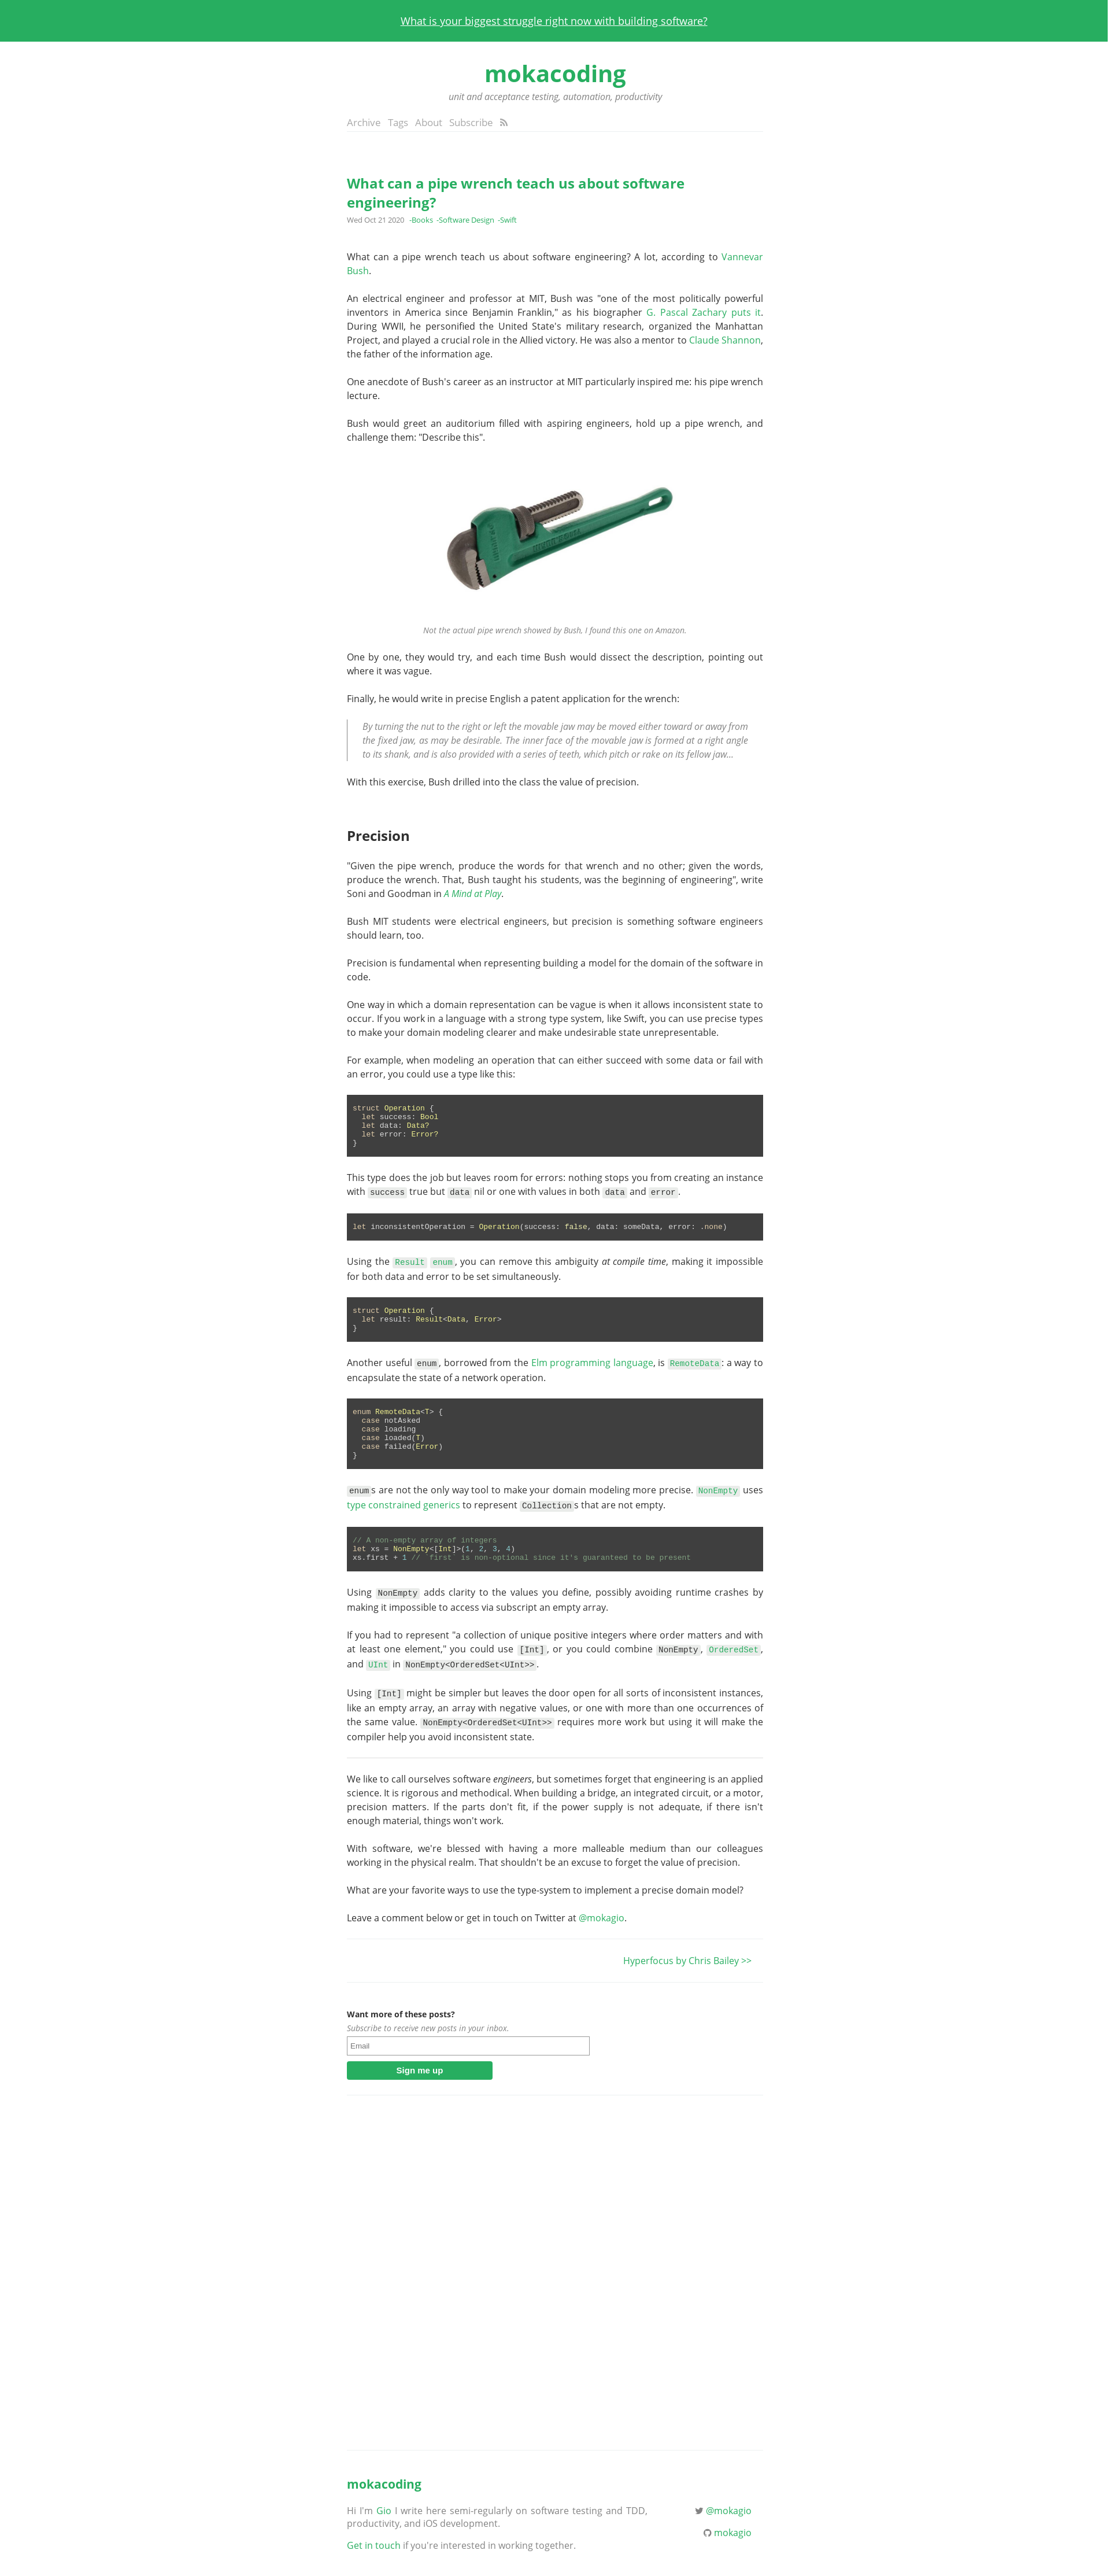 What is your biggest struggle right now with building software?
mokacoding
unit and acceptance testing, automation, productivity
Archive Tags About Subscribe
What can a pipe wrench teach us about software
engineering?
Wed Oct 21 2020 -Books -Software Design -Swift
What can a pipe wrench teach us about software engineering? A lot, according to Vannevar
Bush.
An electrical engineer and professor at MIT, Bush was "one of the most politically powerful
inventors in America since Benjamin Franklin," as his biographer G. Pascal Zachary puts it.
During WWII, he personified the United State's military research, organized the Manhattan
Project, and played a crucial role in the Allied victory. He was also a mentor to Claude Shannon,
the father of the information age.
One anecdote of Bush's career as an instructor at MIT particularly inspired me: his pipe wrench
lecture.
Bush would greet an auditorium filled with aspiring engineers, hold up a pipe wrench, and
challenge them: "Describe this".
Not the actual pipe wrench showed by Bush, I found this one on Amazon.
One by one, they would try, and each time Bush would dissect the description, pointing out
where it was vague.
Finally, he would write in precise English a patent application for the wrench:
By turning the nut to the right or left the movable jaw may be moved either toward or away from
the fixed jaw, as may be desirable. The inner face of the movable jaw is formed at a right angle
to its shank, and is also provided with a series of teeth, which pitch or rake on its fellow jaw...
With this exercise, Bush drilled into the class the value of precision.
Precision
"Given the pipe wrench, produce the words for that wrench and no other; given the words,
produce the wrench. That, Bush taught his students, was the beginning of engineering", write
Soni and Goodman in A Mind at Play.
Bush MIT students were electrical engineers, but precision is something software engineers
should learn, too.
Precision is fundamental when representing building a model for the domain of the software in
code.
One way in which a domain representation can be vague is when it allows inconsistent state to
occur. If you work in a language with a strong type system, like Swift, you can use precise types
to make your domain modeling clearer and make undesirable state unrepresentable.
For example, when modeling an operation that can either succeed with some data or fail with
an error, you could use a type like this:
struct Operation {
let success: Bool
let data: Data?
let error: Error?
}
This type does the job but leaves room for errors: nothing stops you from creating an instance
with success true but data nil or one with values in both data and error.
let inconsistentOperation = Operation(success: false, data: someData, error: .none)
Using the Result enum, you can remove this ambiguity at compile time, making it impossible
for both data and error to be set simultaneously.
struct Operation {
let result: Result<Data, Error>
}
Another useful enum, borrowed from the Elm programming language, is RemoteData: a way to
encapsulate the state of a network operation.
enum RemoteData<T> {
case notAsked
case loading
case loaded(T)
case failed(Error)
}
enums are not the only way tool to make your domain modeling more precise. NonEmpty uses
type constrained generics to represent Collections that are not empty.
// A non-empty array of integers
let xs = NonEmpty<[Int]>(1, 2, 3, 4)
xs.first + 1 // `first` is non-optional since it's guaranteed to be present
Using NonEmpty adds clarity to the values you define, possibly avoiding runtime crashes by
making it impossible to access via subscript an empty array.
If you had to represent "a collection of unique positive integers where order matters and with
at least one element," you could use [Int], or you could combine NonEmpty, OrderedSet,
and UInt in NonEmpty<OrderedSet<UInt>>.
Using [Int] might be simpler but leaves the door open for all sorts of inconsistent instances,
like an empty array, an array with negative values, or one with more than one occurrences of
the same value. NonEmpty<OrderedSet<UInt>> requires more work but using it will make the
compiler help you avoid inconsistent state.
We like to call ourselves software engineers, but sometimes forget that engineering is an applied
science. It is rigorous and methodical. When building a bridge, an integrated circuit, or a motor,
precision matters. If the parts don't fit, if the power supply is not adequate, if there isn't
enough material, things won't work.
With software, we're blessed with having a more malleable medium than our colleagues
working in the physical realm. That shouldn't be an excuse to forget the value of precision.
What are your favorite ways to use the type-system to implement a precise domain model?
Leave a comment below or get in touch on Twitter at @mokagio.
Hyperfocus by Chris Bailey >>
Want more of these posts?
Subscribe to receive new posts in your inbox.
Email
Sign me up
mokacoding
Hi I'm Gio I write here semi-regularly on software testing and TDD,
productivity, and iOS development.
Get in touch if you're interested in working together.
@mokagio
mokagio